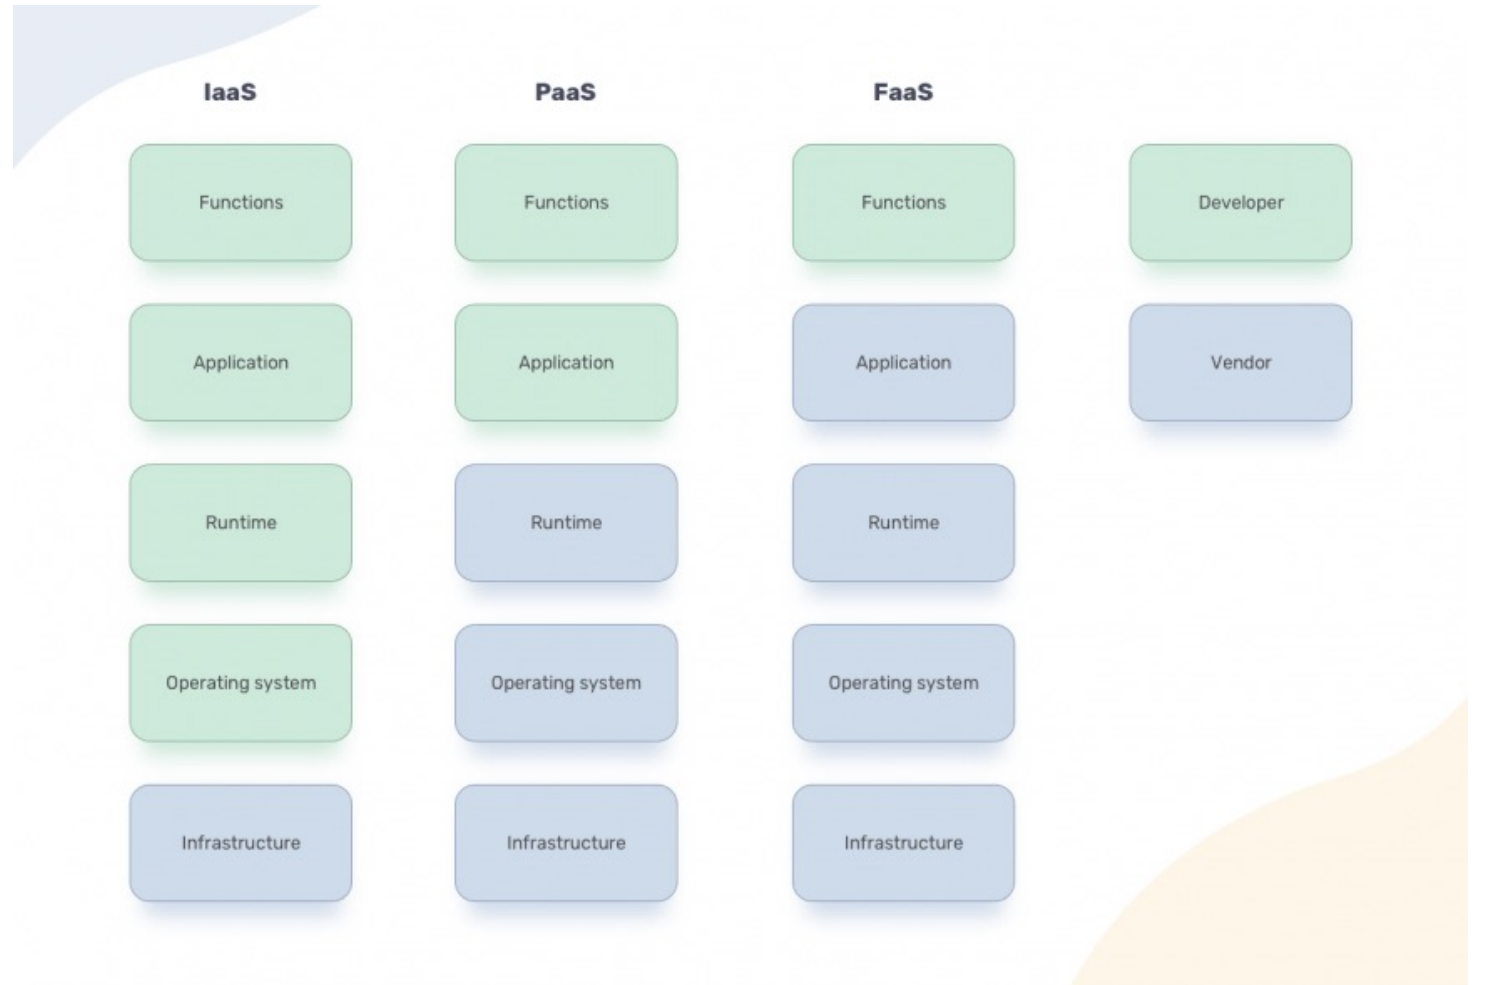 IaaS
PaaS
FaaS
Functions
Functions
Functions
Developer
Application
Application
Application
Vendor
Runtime
Runtime
Runtime
Operating system
Operating system
Operating system
Infrastructure
Infrastructure
Infrastructure